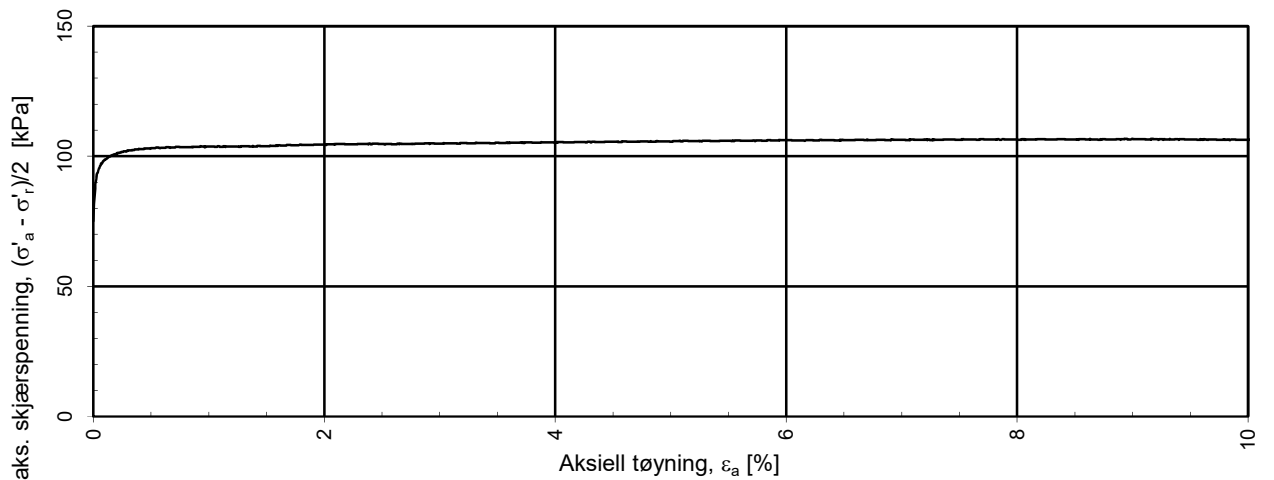 aks. skjærspenning, (σ'a - σ'r)/2 [kPa]
150
100
50
0
0 2 4 6 8 10
Aksiell tøyning, εa [%]